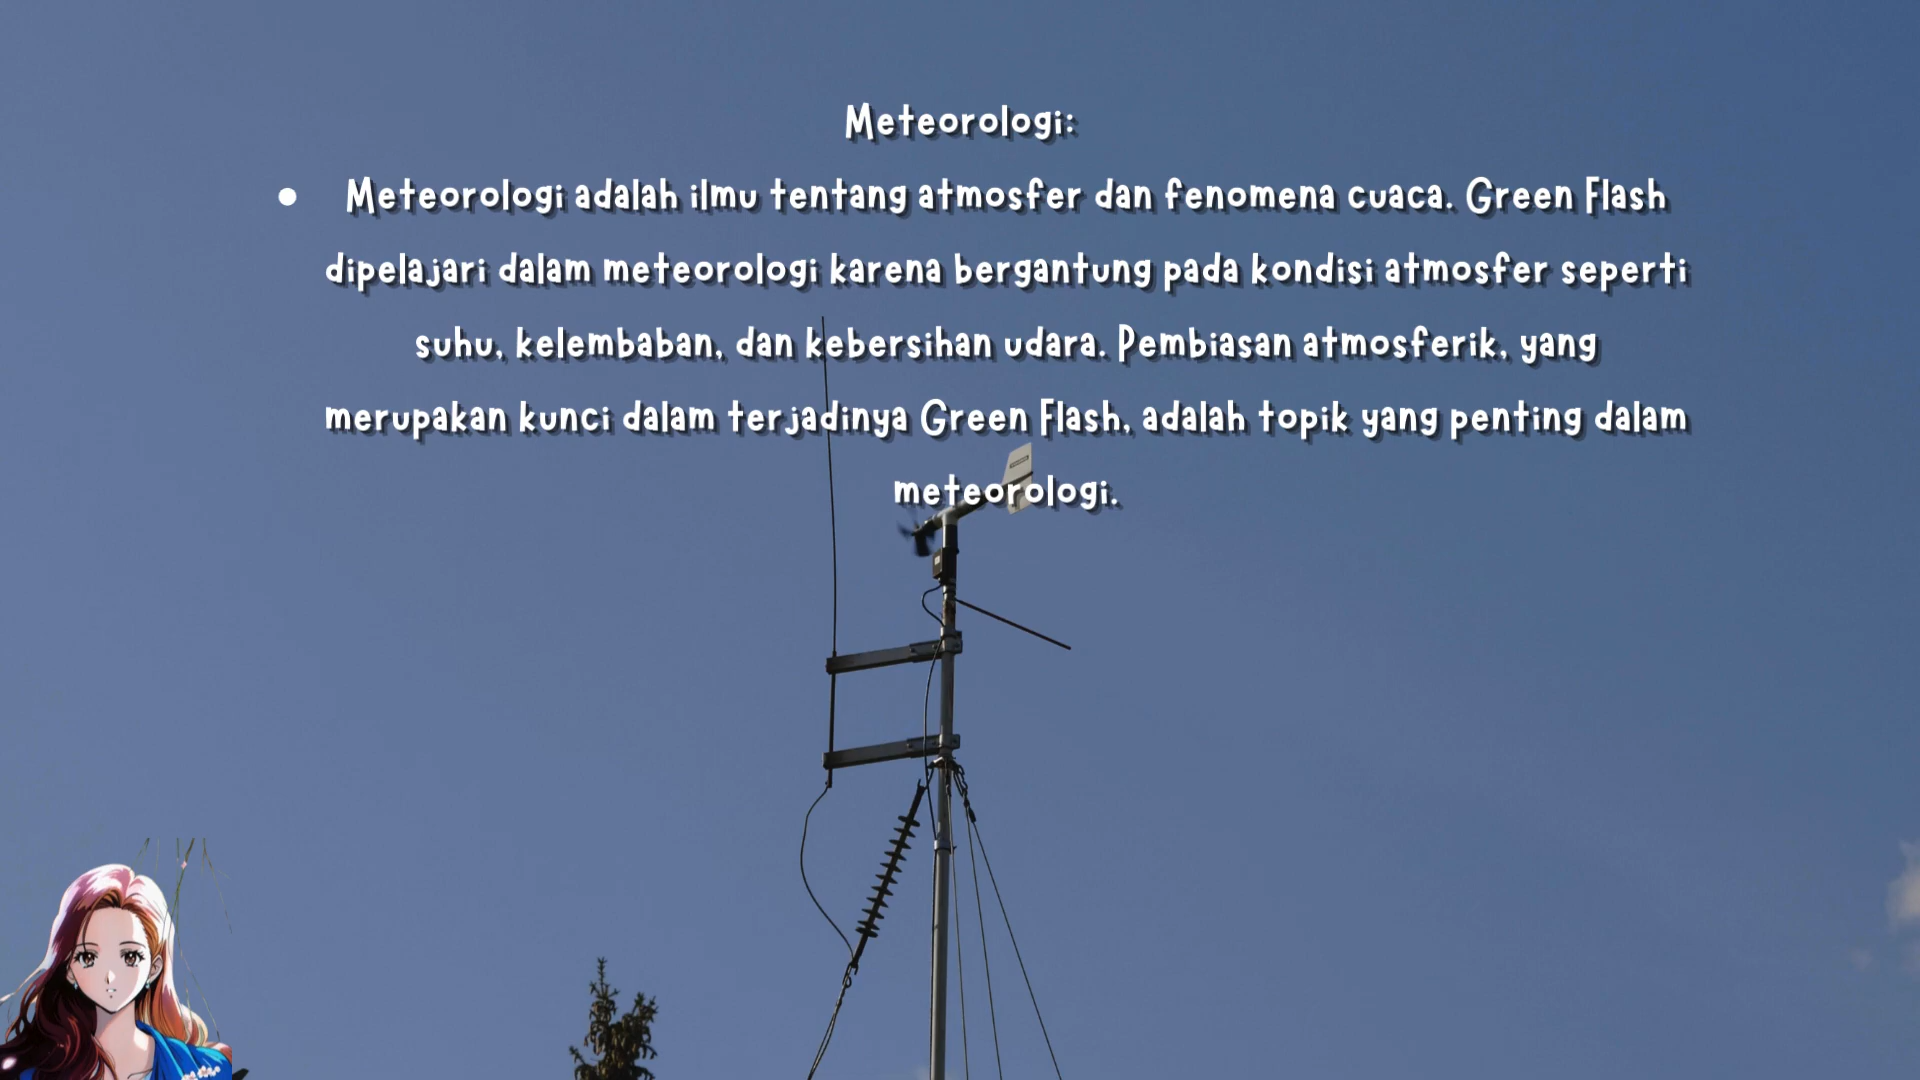 Meteorologi:
• Meteorologi adalah ilmu tentang atmosfer dan fenomena cuaca. Green Flash
dipelajari dalam meteorologi karena bergantung pada kondisi atmosfer seperti
suhu, kelembaban, dan kebersihan udara. Pembiasan atmosferik, yang
merupakan kunci dalam terjadinya Green Flash, adalah topik yang penting dalam
meteorologi.